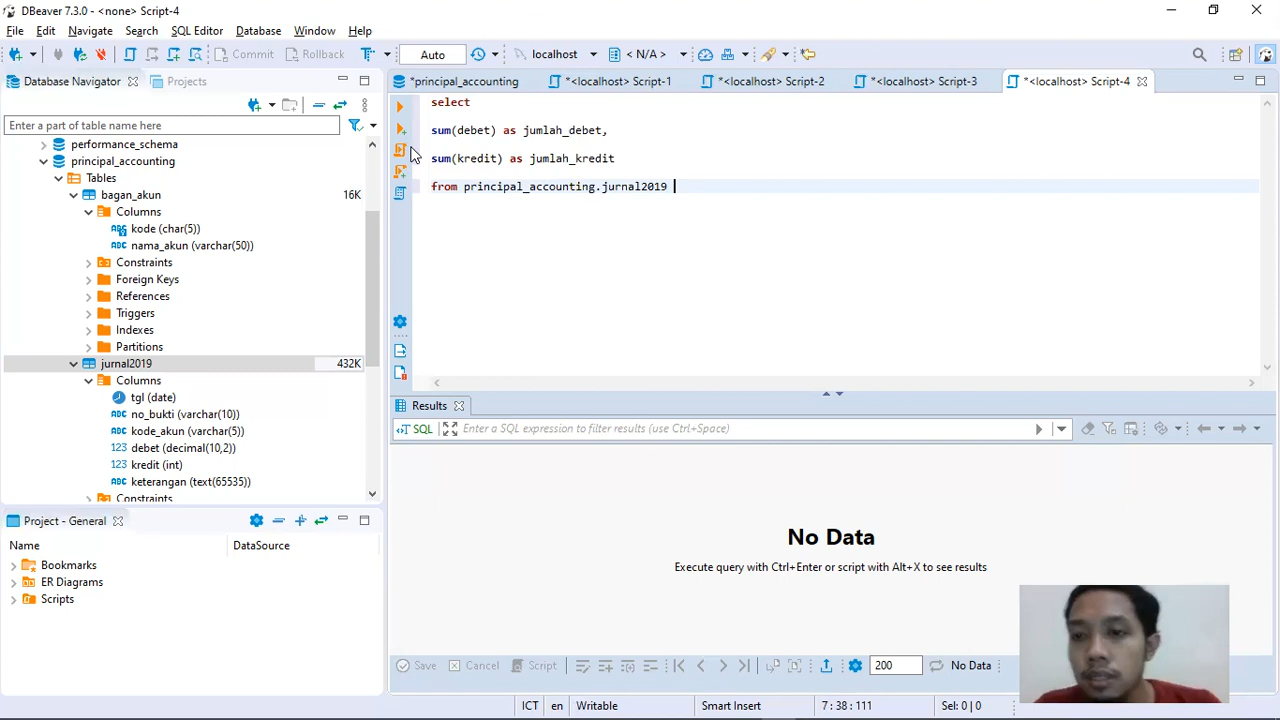 DBeaver 7.3.0 - <none> Script-4
File Edit Navigate Search SQL Editor Database Window Help
Commit Rollback Auto localhost < N/A >
Database Navigator Projects
Enter a part of table name here
performance_schema
principal_accounting
Tables
bagan_akun 16K
Columns
kode (char(5))
nama_akun (varchar(50))
Constraints
Foreign Keys
References
Triggers
Indexes
Partitions
jurnal2019 432K
Columns
tgl (date)
no_bukti (varchar(10))
kode_akun (varchar(5))
debet (decimal(10,2))
kredit (int)
keterangan (text(65535))
Constraints
Project - General
Name DataSource
Bookmarks
ER Diagrams
Scripts
*principal_accounting *<localhost> Script-1 *<localhost> Script-2 *<localhost> Script-3 *<localhost> Script-4
select
sum(debet) as jumlah_debet,
sum(kredit) as jumlah_kredit
from principal_accounting.jurnal2019
Results
SQL Enter a SQL expression to filter results (use Ctrl+Space)
No Data
Execute query with Ctrl+Enter or script with Alt+X to see results
Save Cancel Script 200 No Data
ICT en Writable Smart Insert 7 : 38 : 111 Sel: 0 | 0